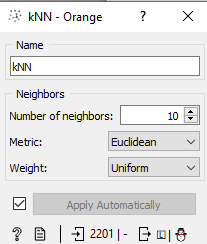 kNN - Orange
Name
kNN
Neighbors
Number of neighbors: 10
Metric: Euclidean
Weight: Uniform
Apply Automatically
? 2201 | - |